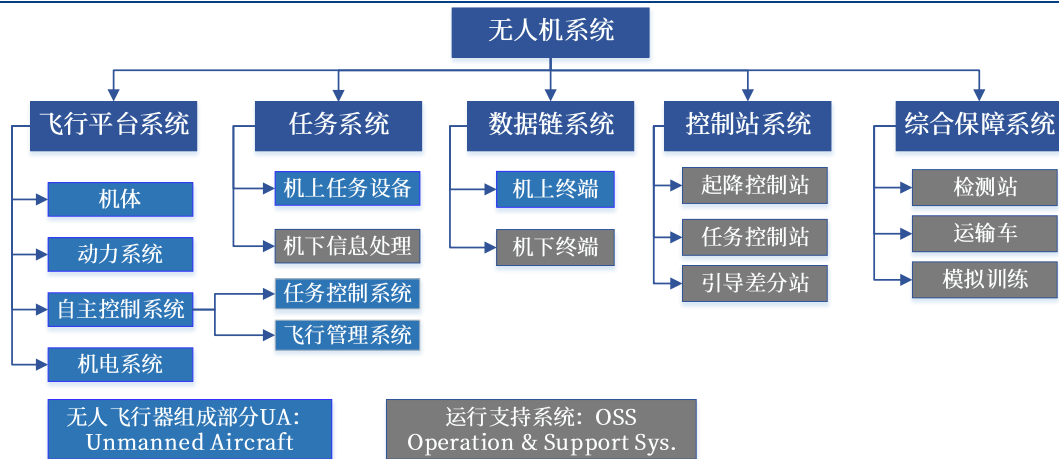 无人机系统
飞行平台系统
任务系统
数据链系统
控制站系统
综合保障系统
机体
动力系统
自主控制系统
机电系统
机上任务设备
机下信息处理
任务控制系统
飞行管理系统
机上终端
机下终端
起降控制站
任务控制站
引导差分站
检测站
运输车
模拟训练
无人飞行器组成部分UA：
Unmanned Aircraft
运行支持系统：OSS
Operation & Support Sys.